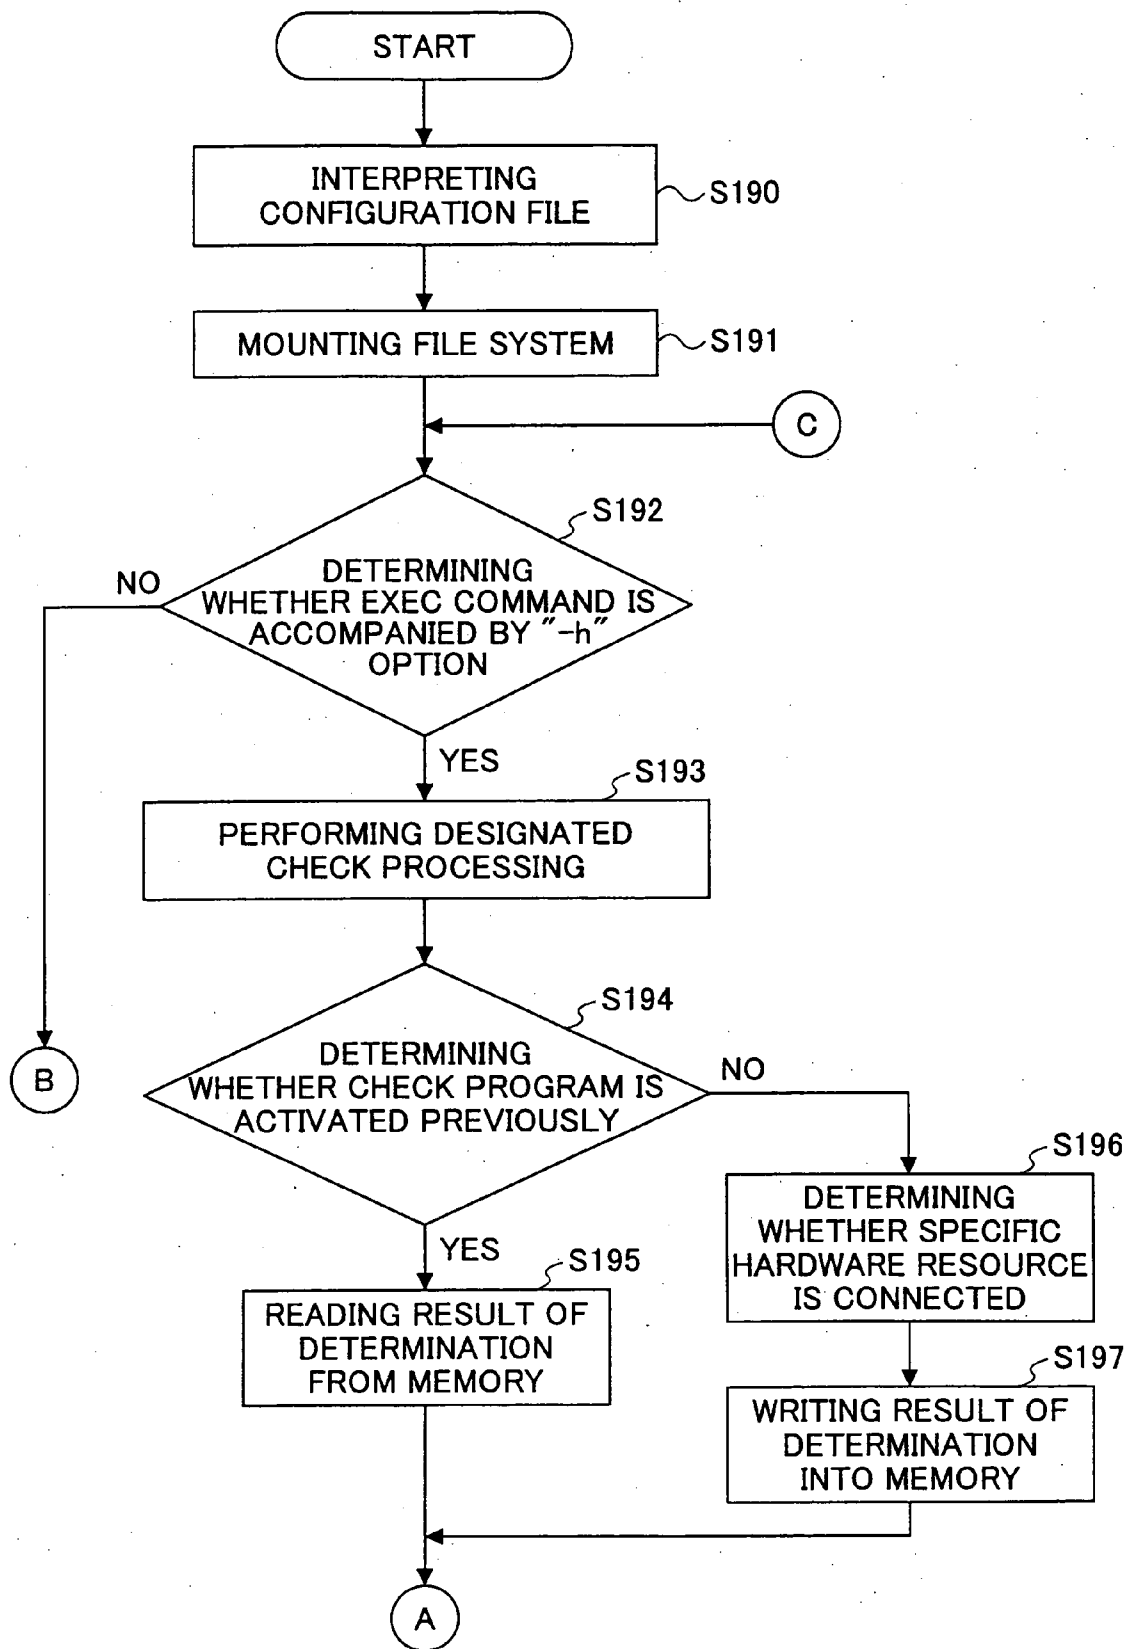 START
INTERPRETING
CONFIGURATION FILE
S190
MOUNTING FILE SYSTEM
S191
C
S192
DETERMINING
WHETHER EXEC COMMAND IS
ACCOMPANIED BY "-h"
OPTION
NO
YES
S193
PERFORMING DESIGNATED
CHECK PROCESSING
S194
DETERMINING
WHETHER CHECK PROGRAM IS
ACTIVATED PREVIOUSLY
NO
B
YES
S195
READING RESULT OF
DETERMINATION
FROM MEMORY
S196
DETERMINING
WHETHER SPECIFIC
HARDWARE RESOURCE
IS CONNECTED
S197
WRITING RESULT OF
DETERMINATION
INTO MEMORY
A